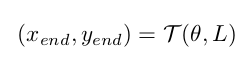 (x_{end}, y_{end}) = \mathcal{T}(\theta, L)